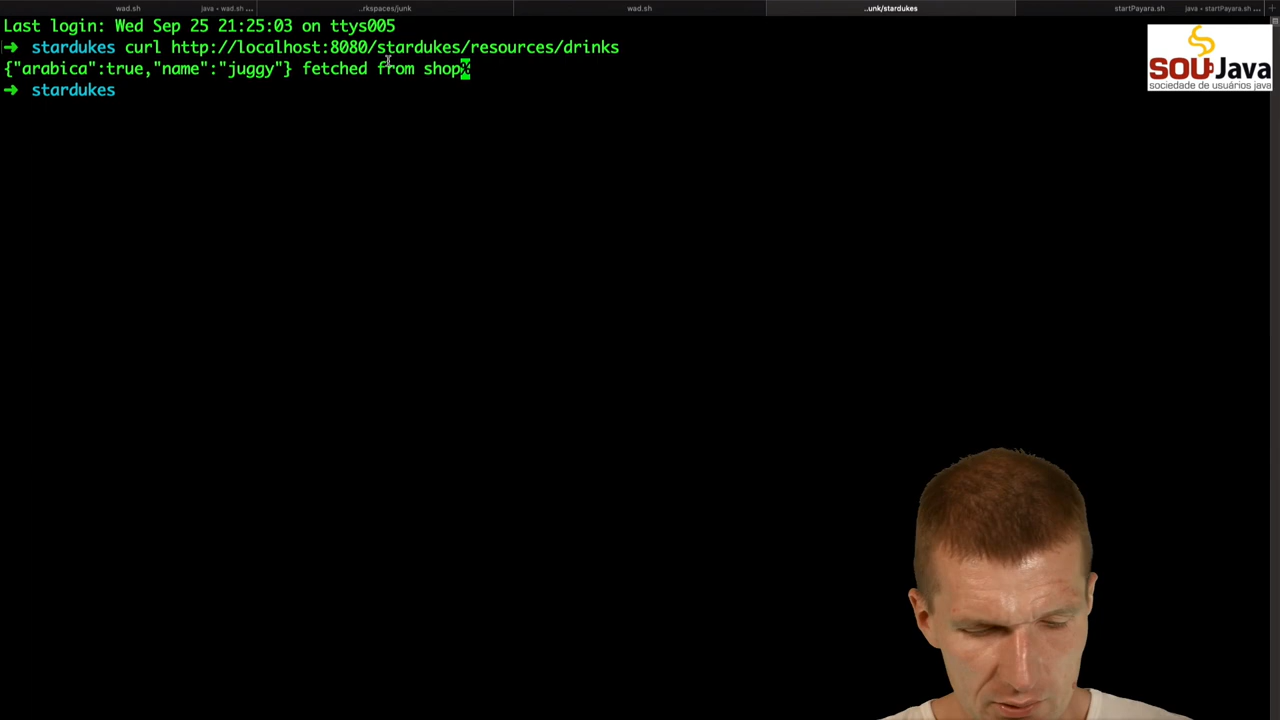 wad.sh
java • wad.sh ...
..rkspaces/junk
wad.sh
..unk/stardukes
startPayara.sh
java • startPayara.sh ...
Last login: Wed Sep 25 21:25:03 on ttys005
➜ stardukes curl http://localhost:8080/stardukes/resources/drinks
{"arabica":true,"name":"juggy"} fetched from shop%
➜ stardukes
SOUJava
sociedade de usuários java